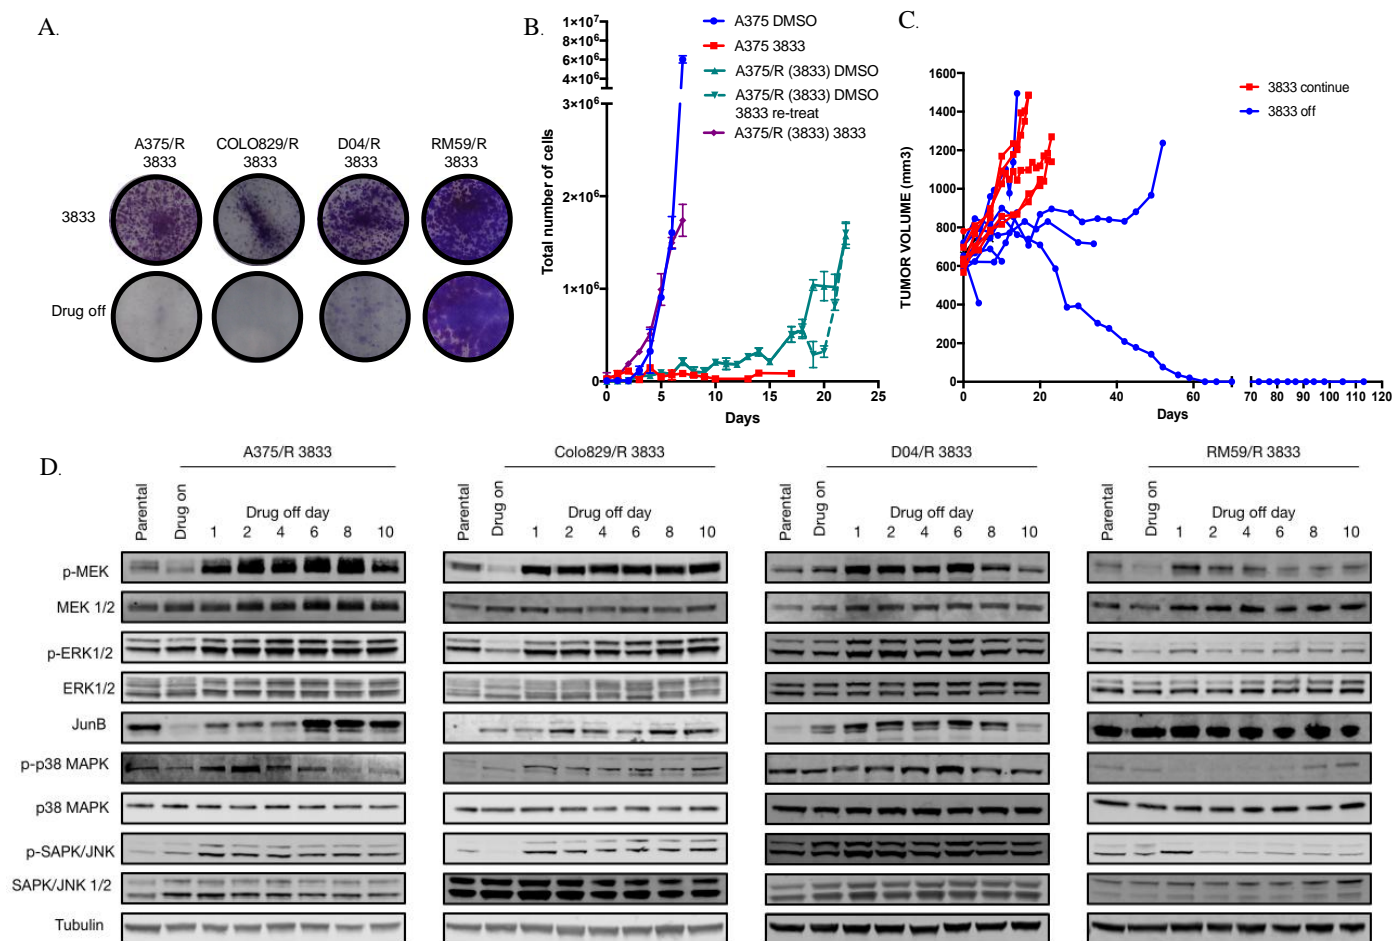 A.
A375/R
3833
COLO829/R
3833
D04/R
3833
RM59/R
3833
3833
Drug off
B.
1×10⁷
8×10⁶
6×10⁶
4×10⁶
3×10⁶
2×10⁶
1×10⁶
0
Total number of cells
0 5 10 15 20 25
Days
A375 DMSO
A375 3833
A375/R (3833) DMSO
A375/R (3833) DMSO
3833 re-treat
A375/R (3833) 3833
C.
1600
1400
1200
1000
800
600
400
200
0
TUMOR VOLUME (mm3)
0 20 40 60 70 80 90 100 110 120
Days
3833 continue
3833 off
D.
A375/R 3833
Parental
Drug on
Drug off day
1 2 4 6 8 10
Colo829/R 3833
Parental
Drug on
Drug off day
1 2 4 6 8 10
D04/R 3833
Parental
Drug on
Drug off day
1 2 4 6 8 10
RM59/R 3833
Parental
Drug on
Drug off day
1 2 4 6 8 10
p-MEK
MEK 1/2
p-ERK1/2
ERK1/2
JunB
p-p38 MAPK
p38 MAPK
p-SAPK/JNK
SAPK/JNK 1/2
Tubulin